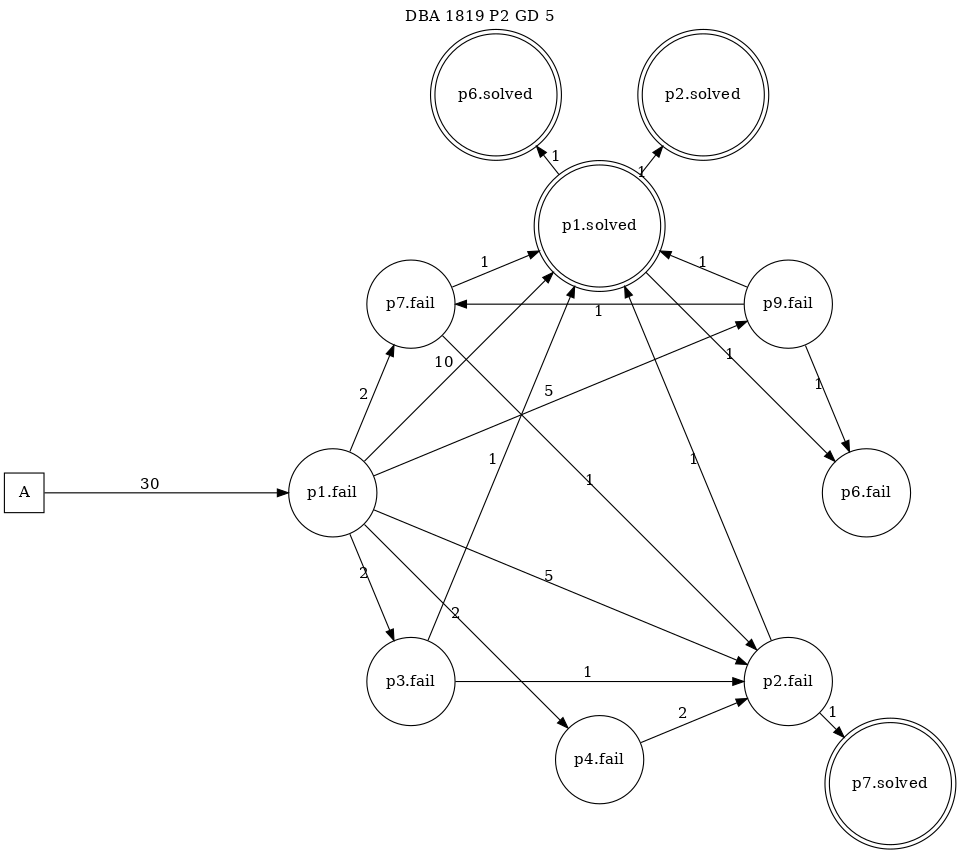 DBA 1819 P2 GD 5
p6.solved
p2.solved
1
1
p1.solved
1
1
p7.fail
p9.fail
1
10
1
2
1
5
1
1
1
30
A
p1.fail
p6.fail
2
5
2
1
p3.fail
p2.fail
2
1
p4.fail
p7.solved